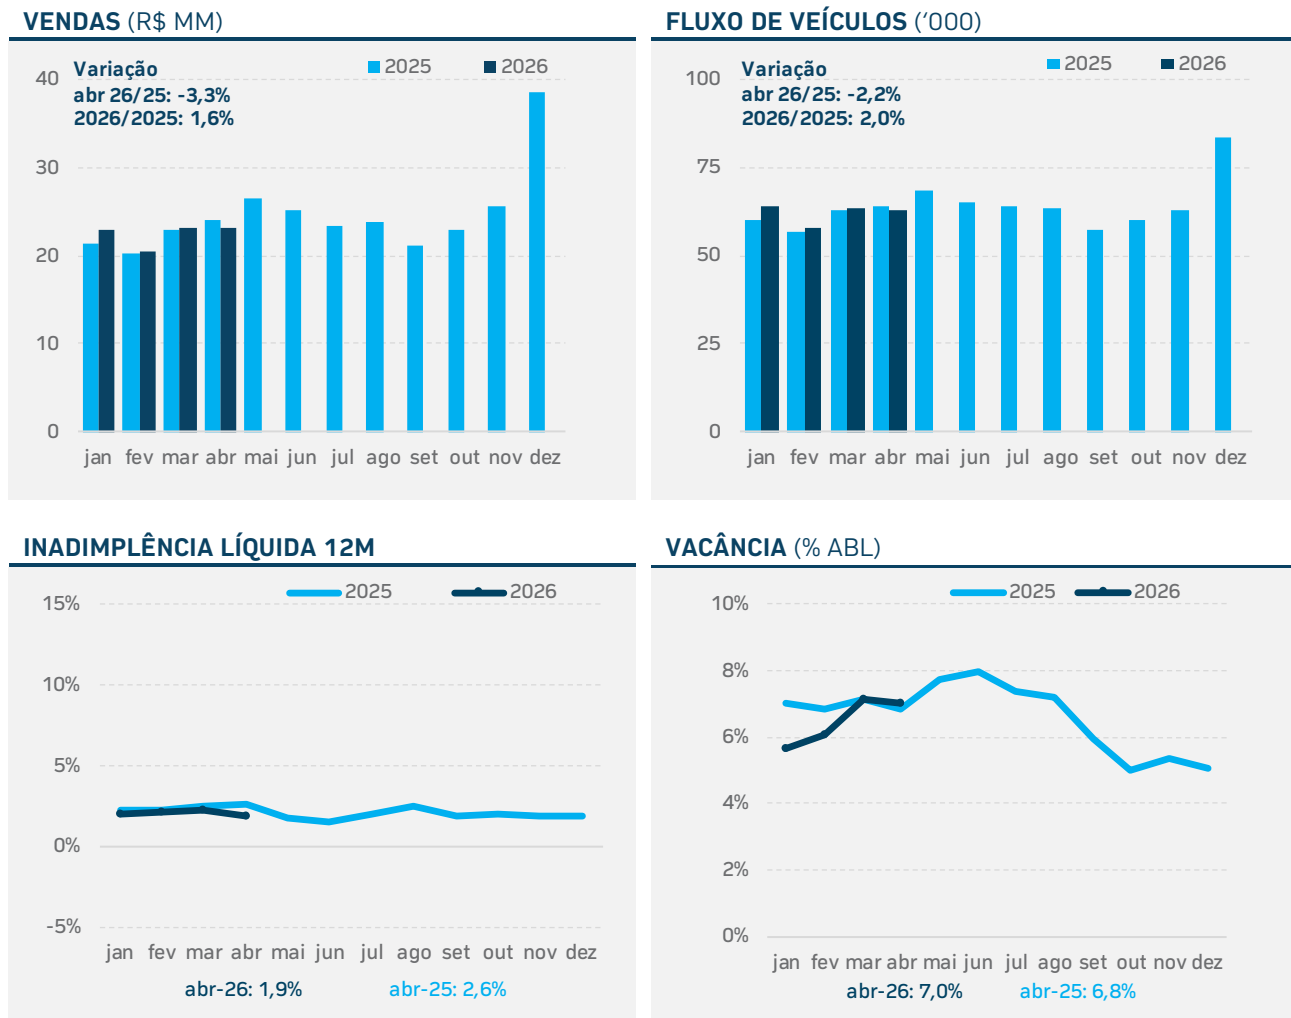 VENDAS (R$ MM)
Variação
abr 26/25: -3,3%
2026/2025: 1,6%
2025 2026
40
30
20
10
0
jan fev mar abr mai jun jul ago set out nov dez
FLUXO DE VEÍCULOS (‘000)
Variação
abr 26/25: -2,2%
2026/2025: 2,0%
2025 2026
100
75
50
25
0
jan fev mar abr mai jun jul ago set out nov dez
INADIMPLÊNCIA LÍQUIDA 12M
2025 2026
15%
10%
5%
0%
-5%
jan fev mar abr mai jun jul ago set out nov dez
abr-26: 1,9% abr-25: 2,6%
VACÂNCIA (% ABL)
2025 2026
10%
8%
6%
4%
2%
0%
jan fev mar abr mai jun jul ago set out nov dez
abr-26: 7,0% abr-25: 6,8%